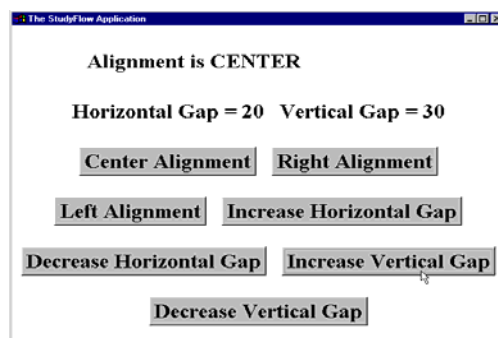 The StudyFlow Application
Alignment is CENTER
Horizontal Gap = 20 Vertical Gap = 30
Center Alignment Right Alignment
Left Alignment Increase Horizontal Gap
Decrease Horizontal Gap Increase Vertical Gap
Decrease Vertical Gap